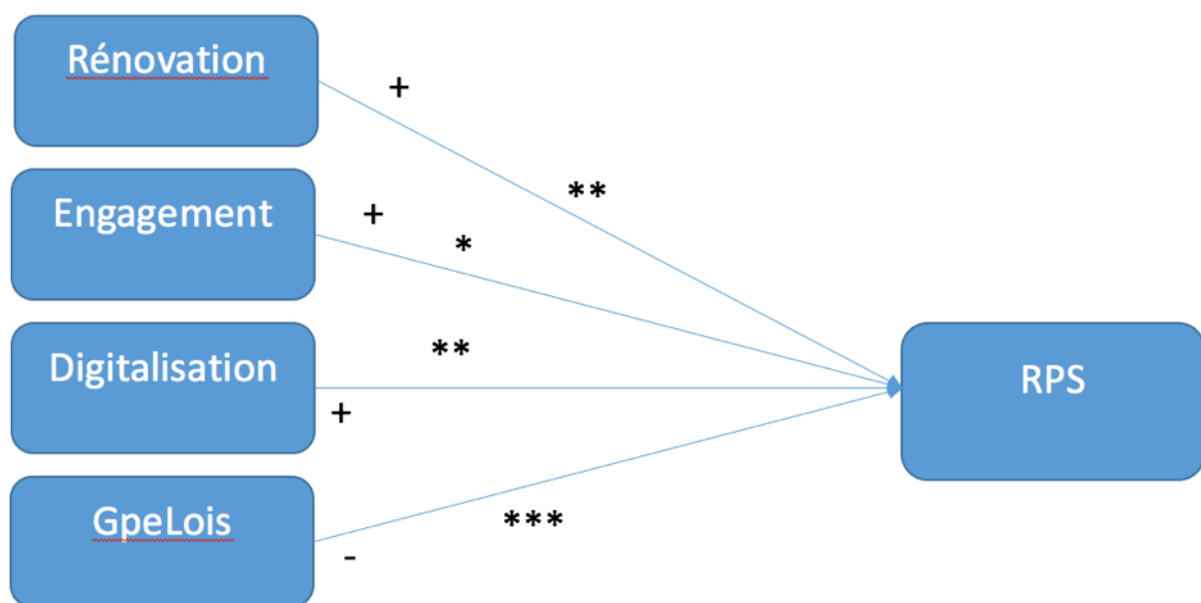 Rénovation
+
**
Engagement
+
*
Digitalisation
**
+
RPS
GpeLois
***
-